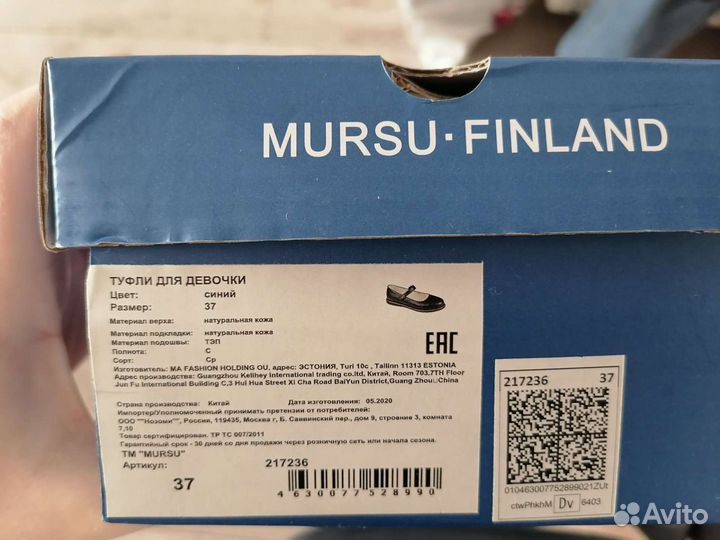 MURSU·FINLAND
ТУФЛИ ДЛЯ ДЕВОЧКИ
Цвет: синий
Размер: 37
Материал верха: натуральная кожа
Материал подкладки: натуральная кожа
Материал подошвы: ТЭП
Полнота: С
Сорт: Ср
EAC
Изготовитель: MA FASHION HOLDING OU, адрес: ЭСТОНИЯ, Turi 10c , Tallinn 11313 ESTONIA
Адрес производства: Guangzhou Kelihey International trading co.ltd, Китай, Room 703,7TH Floor
Jun Fu International Building C,3 Hui Hua Street Xi Cha Road BaiYun District,Guang Zhou□China
Страна производства: Китай Дата изготовления: 05.2020
Импортер/Уполномоченный принимать претензии от потребителей:
ООО ""Нозоми"", Россия, 119435, Москва г, Б. Саввинский пер., дом 9, строение 3, комната
7,10
Товар сертифицирован. ТР ТС 007/2011
Гарантийный срок - 30 дней со дня продажи через розничную сеть или начала сезона.
ТМ "MURSU"
Артикул: 217236
37
4 630077 528990
217236 37
010463007752899021ZUt
ctwPhkhM Dv 6403
Avito